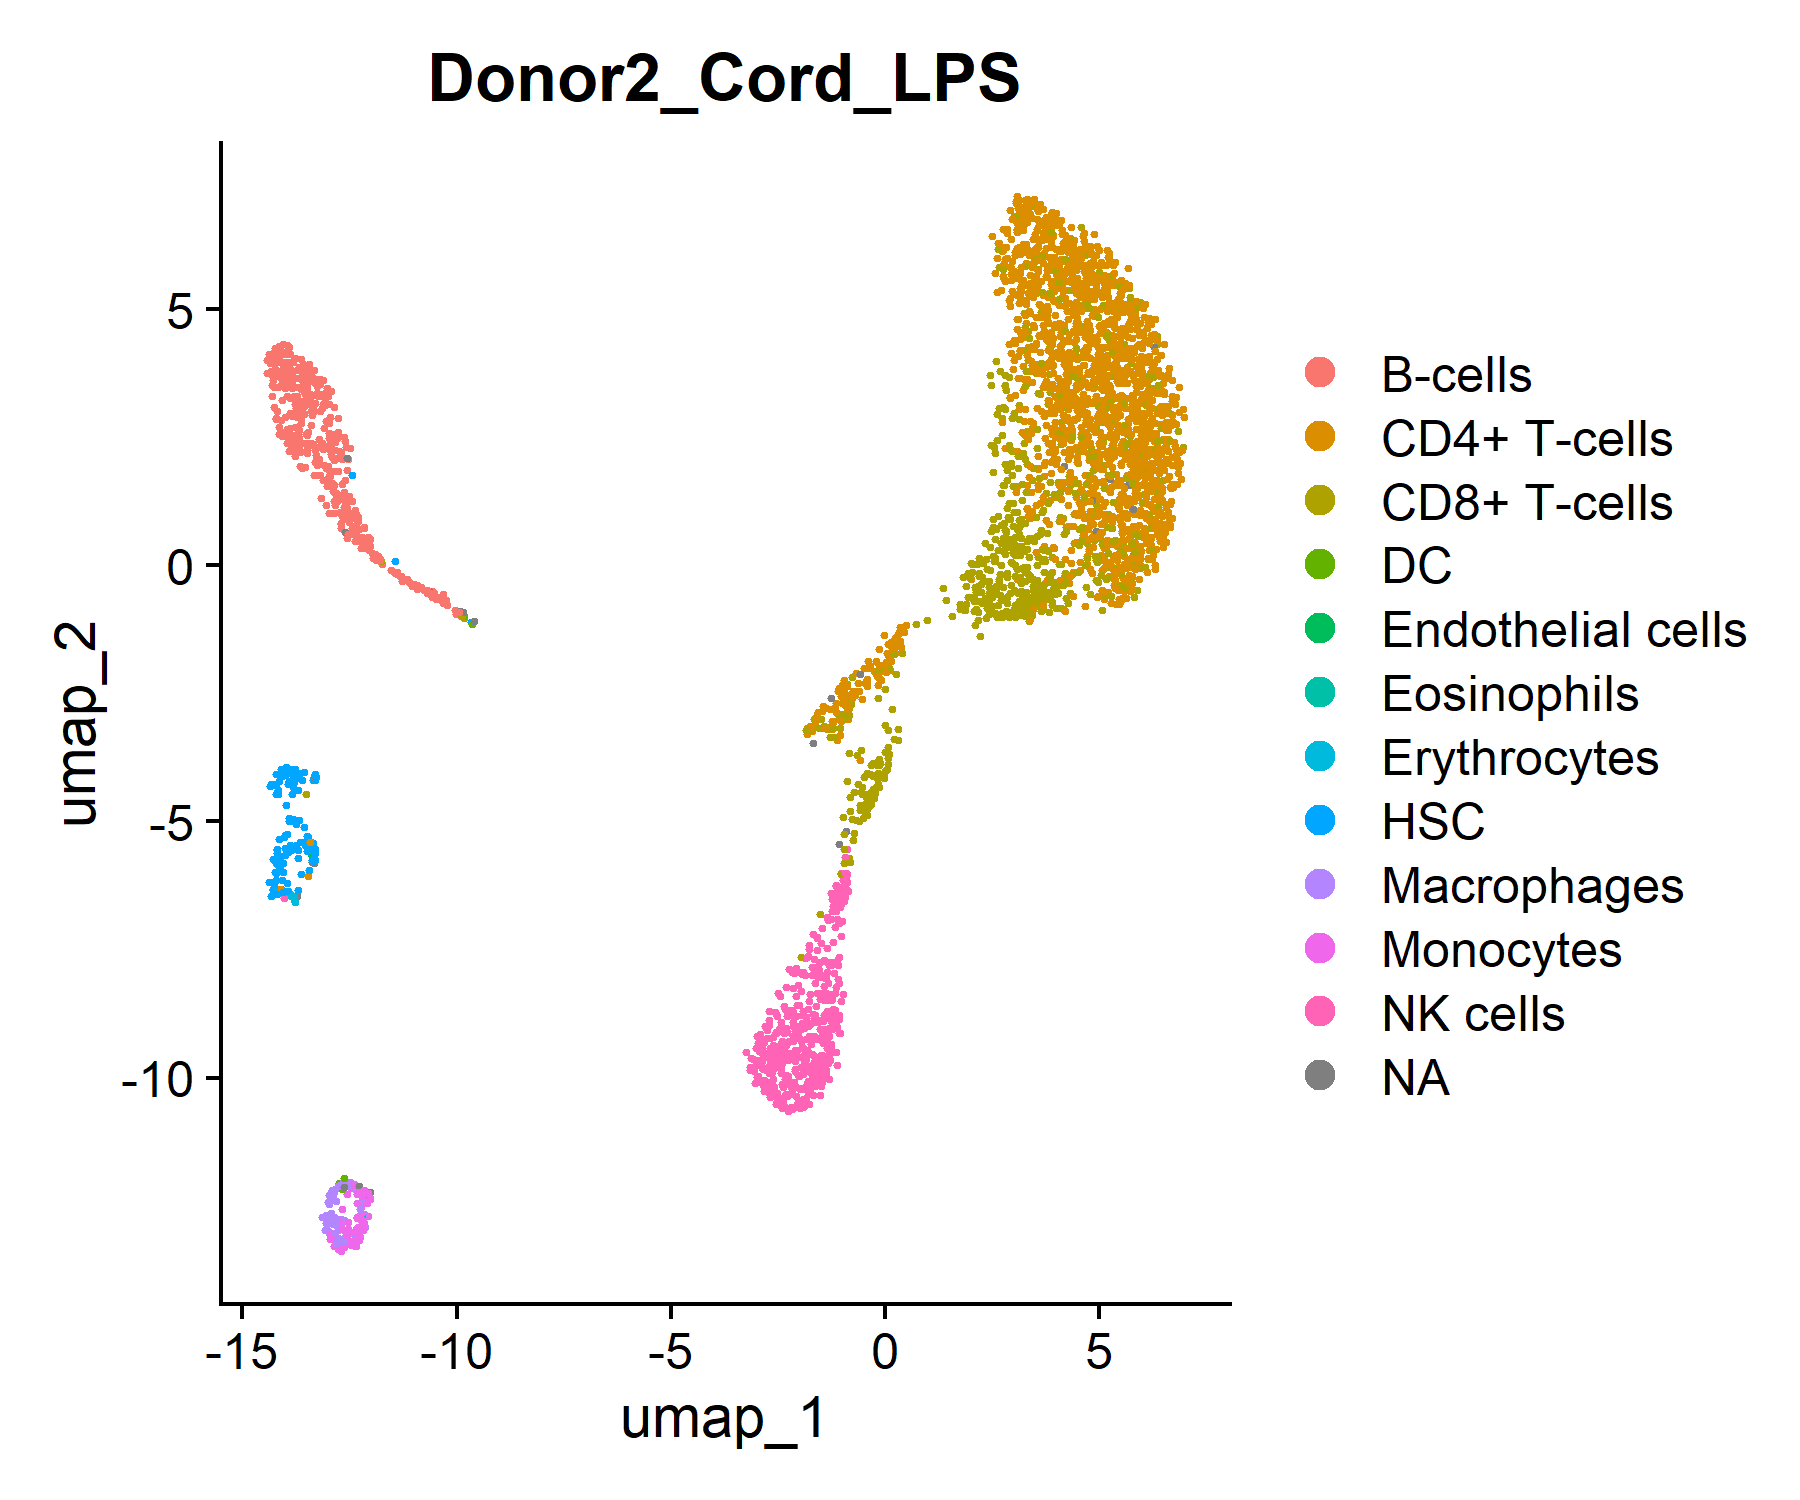 Donor2_Cord_LPS
umap_2
5
0
-5
-10
-15
-10
-5
0
5
umap_1
B-cells
CD4+ T-cells
CD8+ T-cells
DC
Endothelial cells
Eosinophils
Erythrocytes
HSC
Macrophages
Monocytes
NK cells
NA